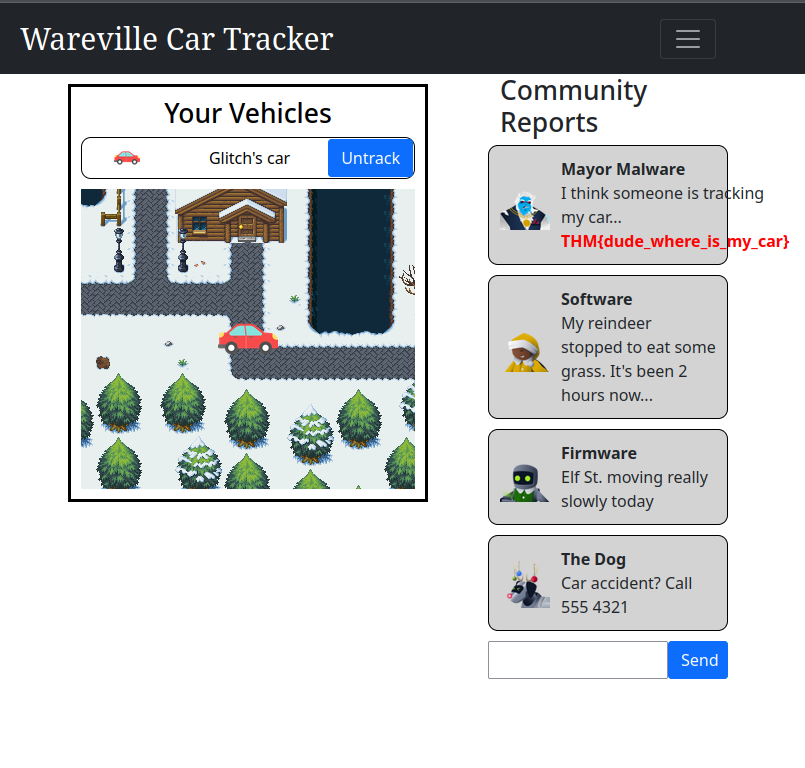 Wareville Car Tracker
Your Vehicles
Glitch's car
Untrack
Community
Reports
Mayor Malware
I think someone is tracking
my car...
THM{dude_where_is_my_car}
Software
My reindeer
stopped to eat some
grass. It's been 2
hours now...
Firmware
Elf St. moving really
slowly today
The Dog
Car accident? Call
555 4321
Send